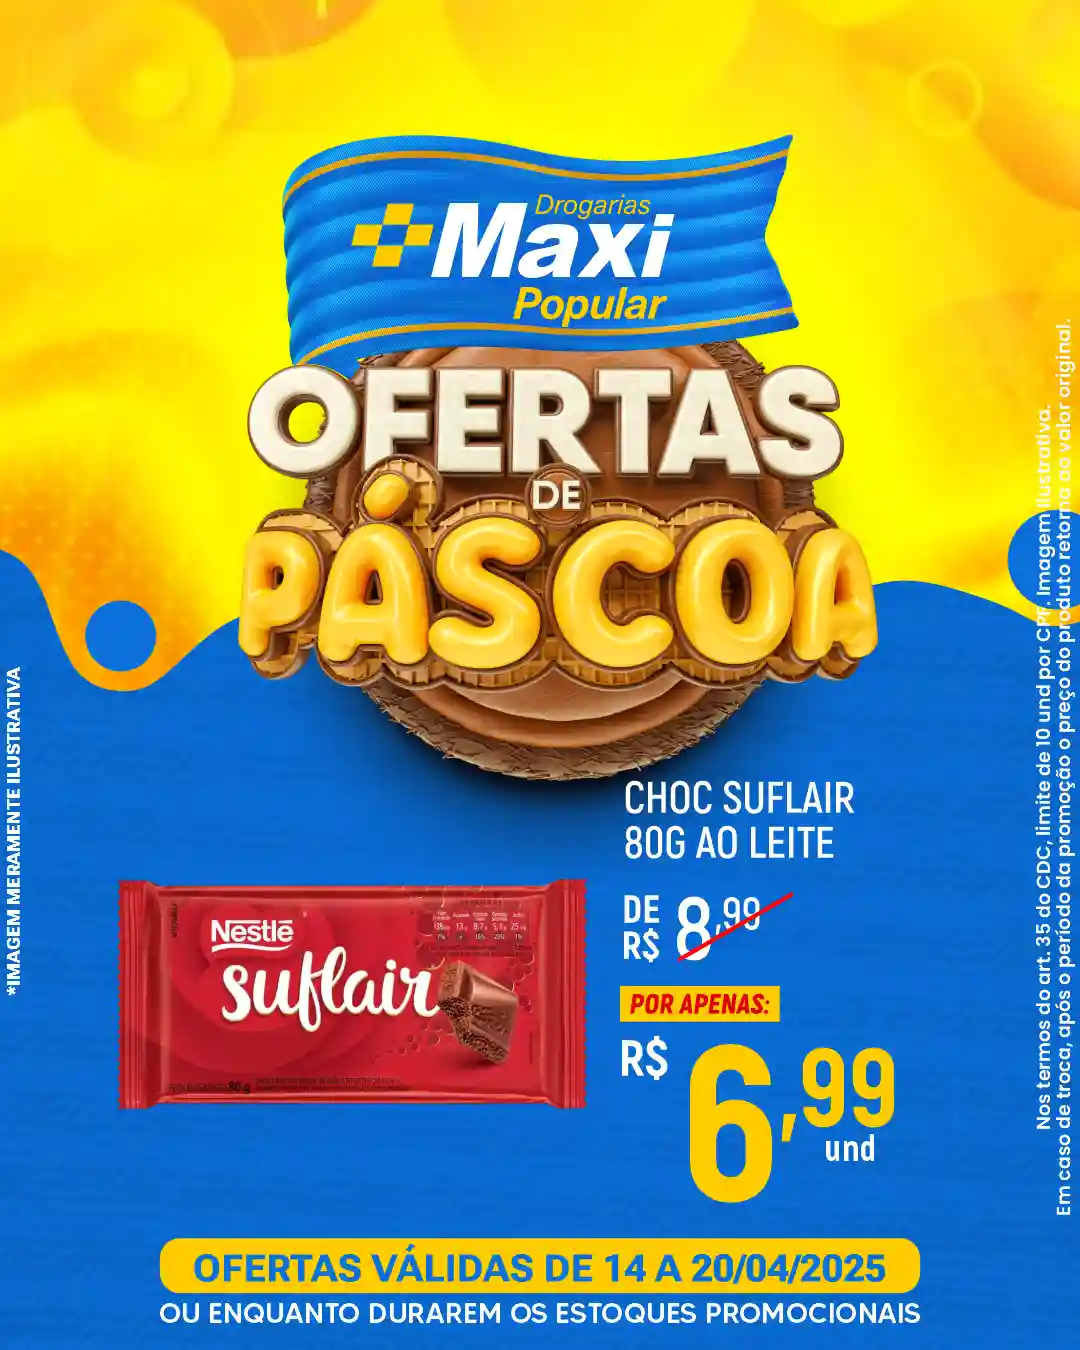 Drogarias
Maxi
Popular
OFERTAS
DE
PÁSCOA
CHOC SUFLAIR
80G AO LEITE
DE
R$ 8,99
POR APENAS:
R$ 6,99
und
Nestlé
suflair
80 g
OFERTAS VÁLIDAS DE 14 A 20/04/2025
OU ENQUANTO DURAREM OS ESTOQUES PROMOCIONAIS
*IMAGEM MERAMENTE ILUSTRATIVA
Nos termos do art. 35 do CDC, limite de 10 und por CPF. Imagem ilustrativa.
Em caso de troca, após o período da promoção o preço do produto retorna ao valor original.